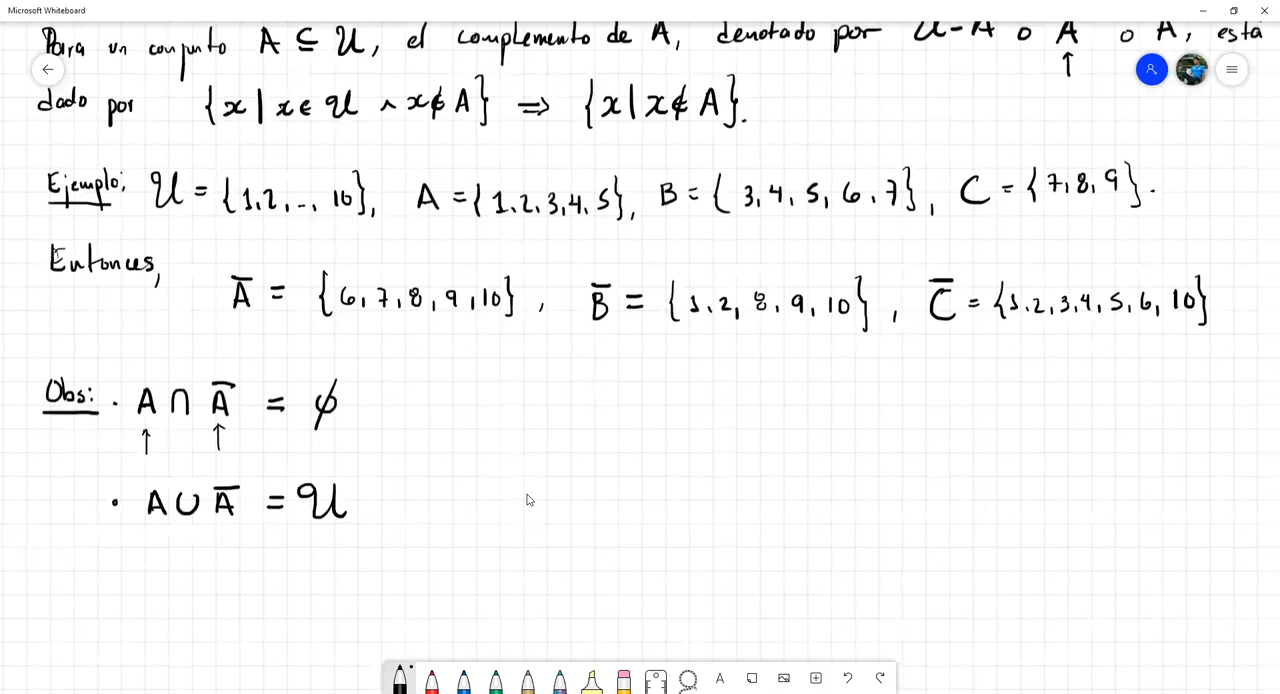 Microsoft Whiteboard
Para un conjunto A ⊆ U, el complemento de A, denotado por U-A o A o A, está
dado por {x|x∈U ∧ x∉A} ⇒ {x|x∉A}.
Ejemplo: U = {1,2,..,10}, A = {1,2,3,4,5}, B = {3,4,5,6,7}, C = {7,8,9}.
Entonces,
A̅ = {6,7,8,9,10}, B̅ = {1,2,8,9,10}, C̅ = {1,2,3,4,5,6,10}
Obs: · A ∩ A̅ = ϕ
· A ∪ A̅ = U